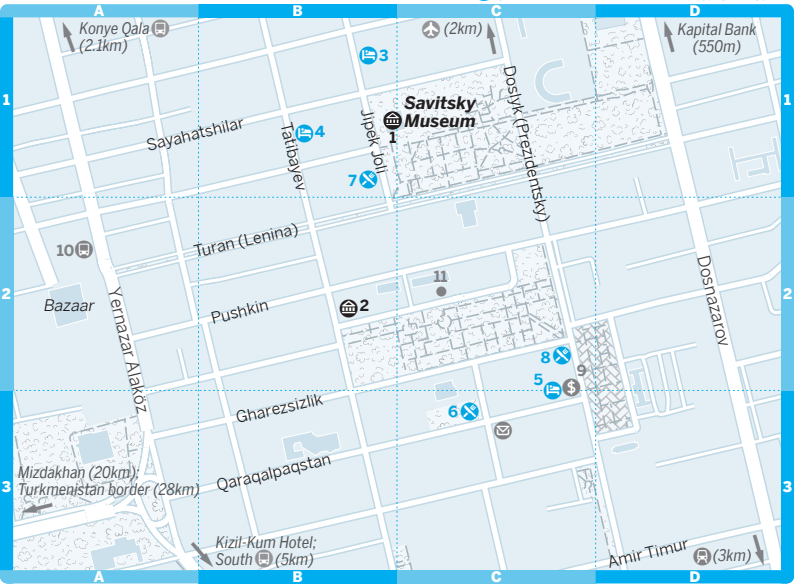 A
B
C
D
Konye Qala
(2.1km)
3
(2km)
Kapital Bank
(550m)
1
1
Savitsky
Museum
1
Sayahatshilar
4
Tatibayev
Jipek Joli
Doslyk (Prezidentsky)
7
Turan (Lenina)
10
11
2
2
Bazaar
Yernazar Alaköz
Pushkin
2
Dosnazarov
8
9
5
Gharezsizlik
6
3
3
Mizdakhan (20km);
Turkmenistan border (28km)
Qaraqalpaqstan
Kizil-Kum Hotel;
South (5km)
Amir Timur
(3km)
A
B
C
D